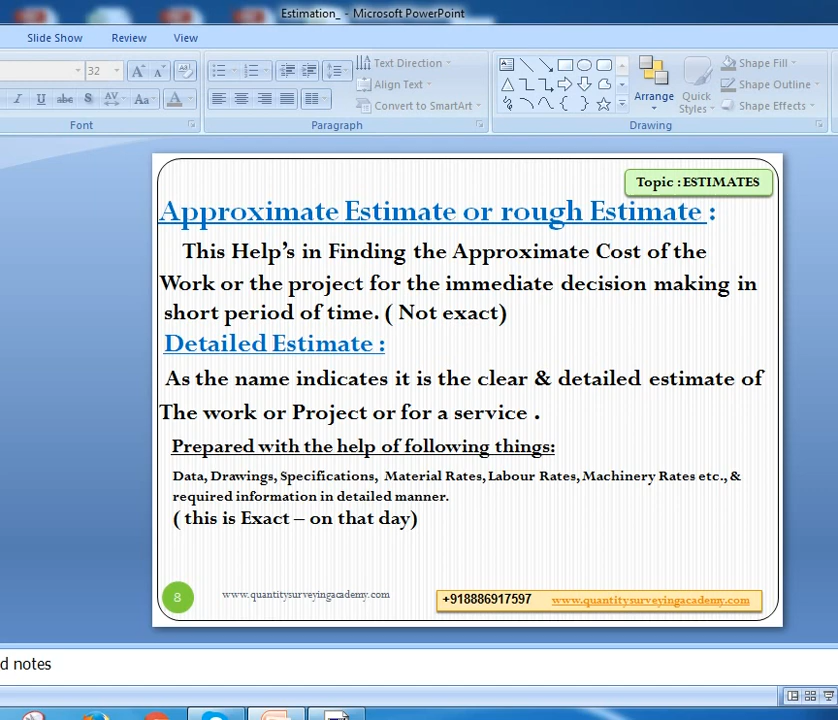 Estimation_ - Microsoft PowerPoint
Slide Show Review View
32 A A
Text Direction
Shape Fill
I U abc S AV Aa A
Align Text
Arrange Quick Styles
Shape Outline
Convert to SmartArt
Shape Effects
Font Paragraph Drawing
Topic : ESTIMATES
Approximate Estimate or rough Estimate :
This Help's in Finding the Approximate Cost of the
Work or the project for the immediate decision making in
short period of time. ( Not exact)
Detailed Estimate :
As the name indicates it is the clear & detailed estimate of
The work or Project or for a service .
Prepared with the help of following things:
Data, Drawings, Specifications, Material Rates, Labour Rates, Machinery Rates etc., &
required information in detailed manner.
( this is Exact – on that day)
8 www.quantitysurveyingacademy.com +918886917597 www.quantitysurveyingacademy.com
d notes